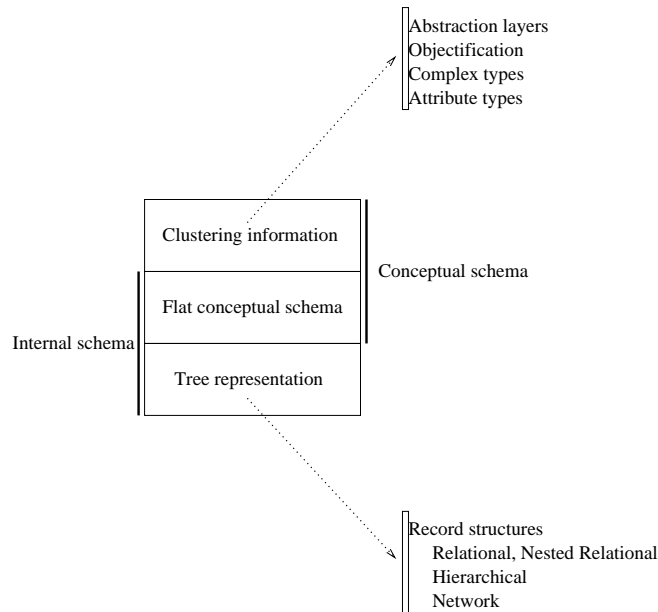 Abstraction layers
Objectification
Complex types
Attribute types
Clustering information
Conceptual schema
Flat conceptual schema
Internal schema
Tree representation
Record structures
Relational, Nested Relational
Hierarchical
Network